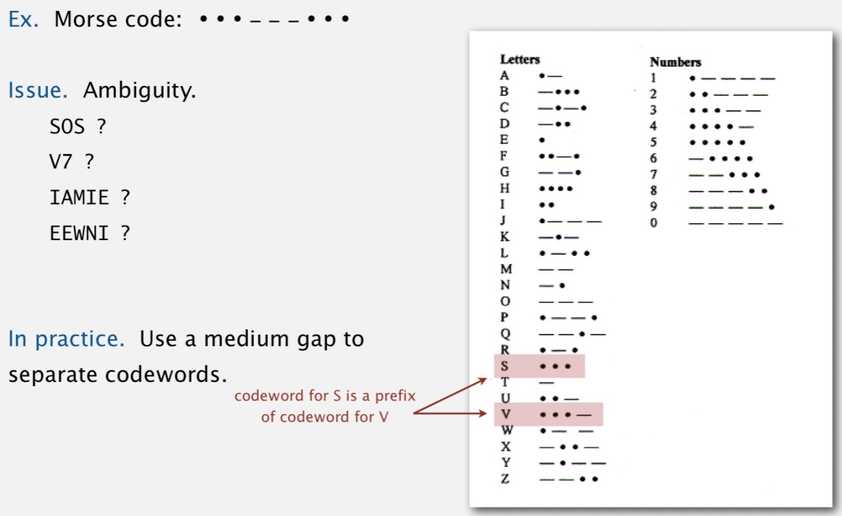 Ex. Morse code: • • • − − − • • •
Issue. Ambiguity.
SOS ?
V7 ?
IAMIE ?
EEWNI ?
In practice. Use a medium gap to
separate codewords.
codeword for S is a prefix
of codeword for V
Letters
A •—
B —•••
C —•—•
D —••
E •
F ••—•
G ——•
H ••••
I ••
J •———
K —•—
L •—••
M ——
N —•
O ———
P •——•
Q ——•—
R •—•
S •••
T —
U ••—
V •••—
W •——
X —••—
Y —•——
Z ——••
Numbers
1 •————
2 ••———
3 •••——
4 ••••—
5 •••••
6 —••••
7 ——•••
8 ———••
9 ————•
0 —————